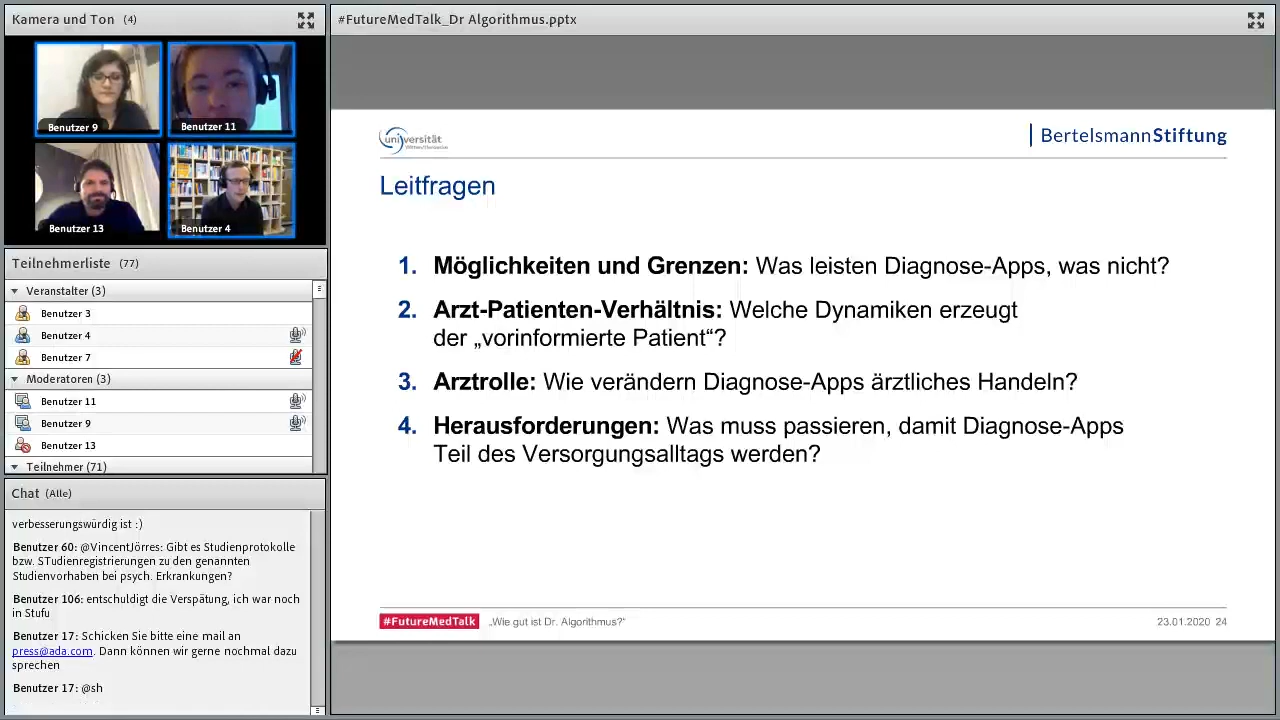 Kamera und Ton (4)
Benutzer 9
Benutzer 11
Benutzer 13
Benutzer 4
Teilnehmerliste (77)
Veranstalter (3)
Benutzer 3
Benutzer 4
Benutzer 7
Moderatoren (3)
Benutzer 11
Benutzer 9
Benutzer 13
Teilnehmer (71)
Chat (Alle)
verbesserungswürdig ist :)
Benutzer 60: @VincentJörres: Gibt es Studienprotokolle
bzw. STudienregistrierungen zu den genannten
Studienvorhaben bei psych. Erkrankungen?
Benutzer 106: entschuldigt die Verspätung, ich war noch
in Stufu
Benutzer 17: Schicken Sie bitte eine mail an
press@ada.com. Dann können wir gerne nochmal dazu
sprechen
Benutzer 17: @sh
#FutureMedTalk_Dr Algorithmus.pptx
universität
Witten/Herdecke
BertelsmannStiftung
Leitfragen
1. Möglichkeiten und Grenzen: Was leisten Diagnose-Apps, was nicht?
2. Arzt-Patienten-Verhältnis: Welche Dynamiken erzeugt
der „vorinformierte Patient“?
3. Arztrolle: Wie verändern Diagnose-Apps ärztliches Handeln?
4. Herausforderungen: Was muss passieren, damit Diagnose-Apps
Teil des Versorgungsalltags werden?
#FutureMedTalk „Wie gut ist Dr. Algorithmus?“ 23.01.2020 24